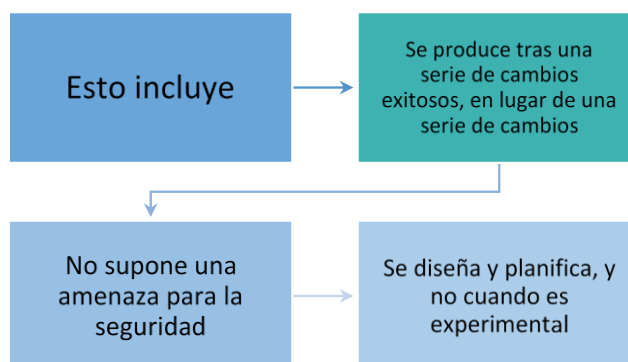 Esto incluye
Se produce tras una
serie de cambios
exitosos, en lugar de una
serie de cambios
No supone una
amenaza para la
seguridad
Se diseña y planifica, y
no cuando es
experimental